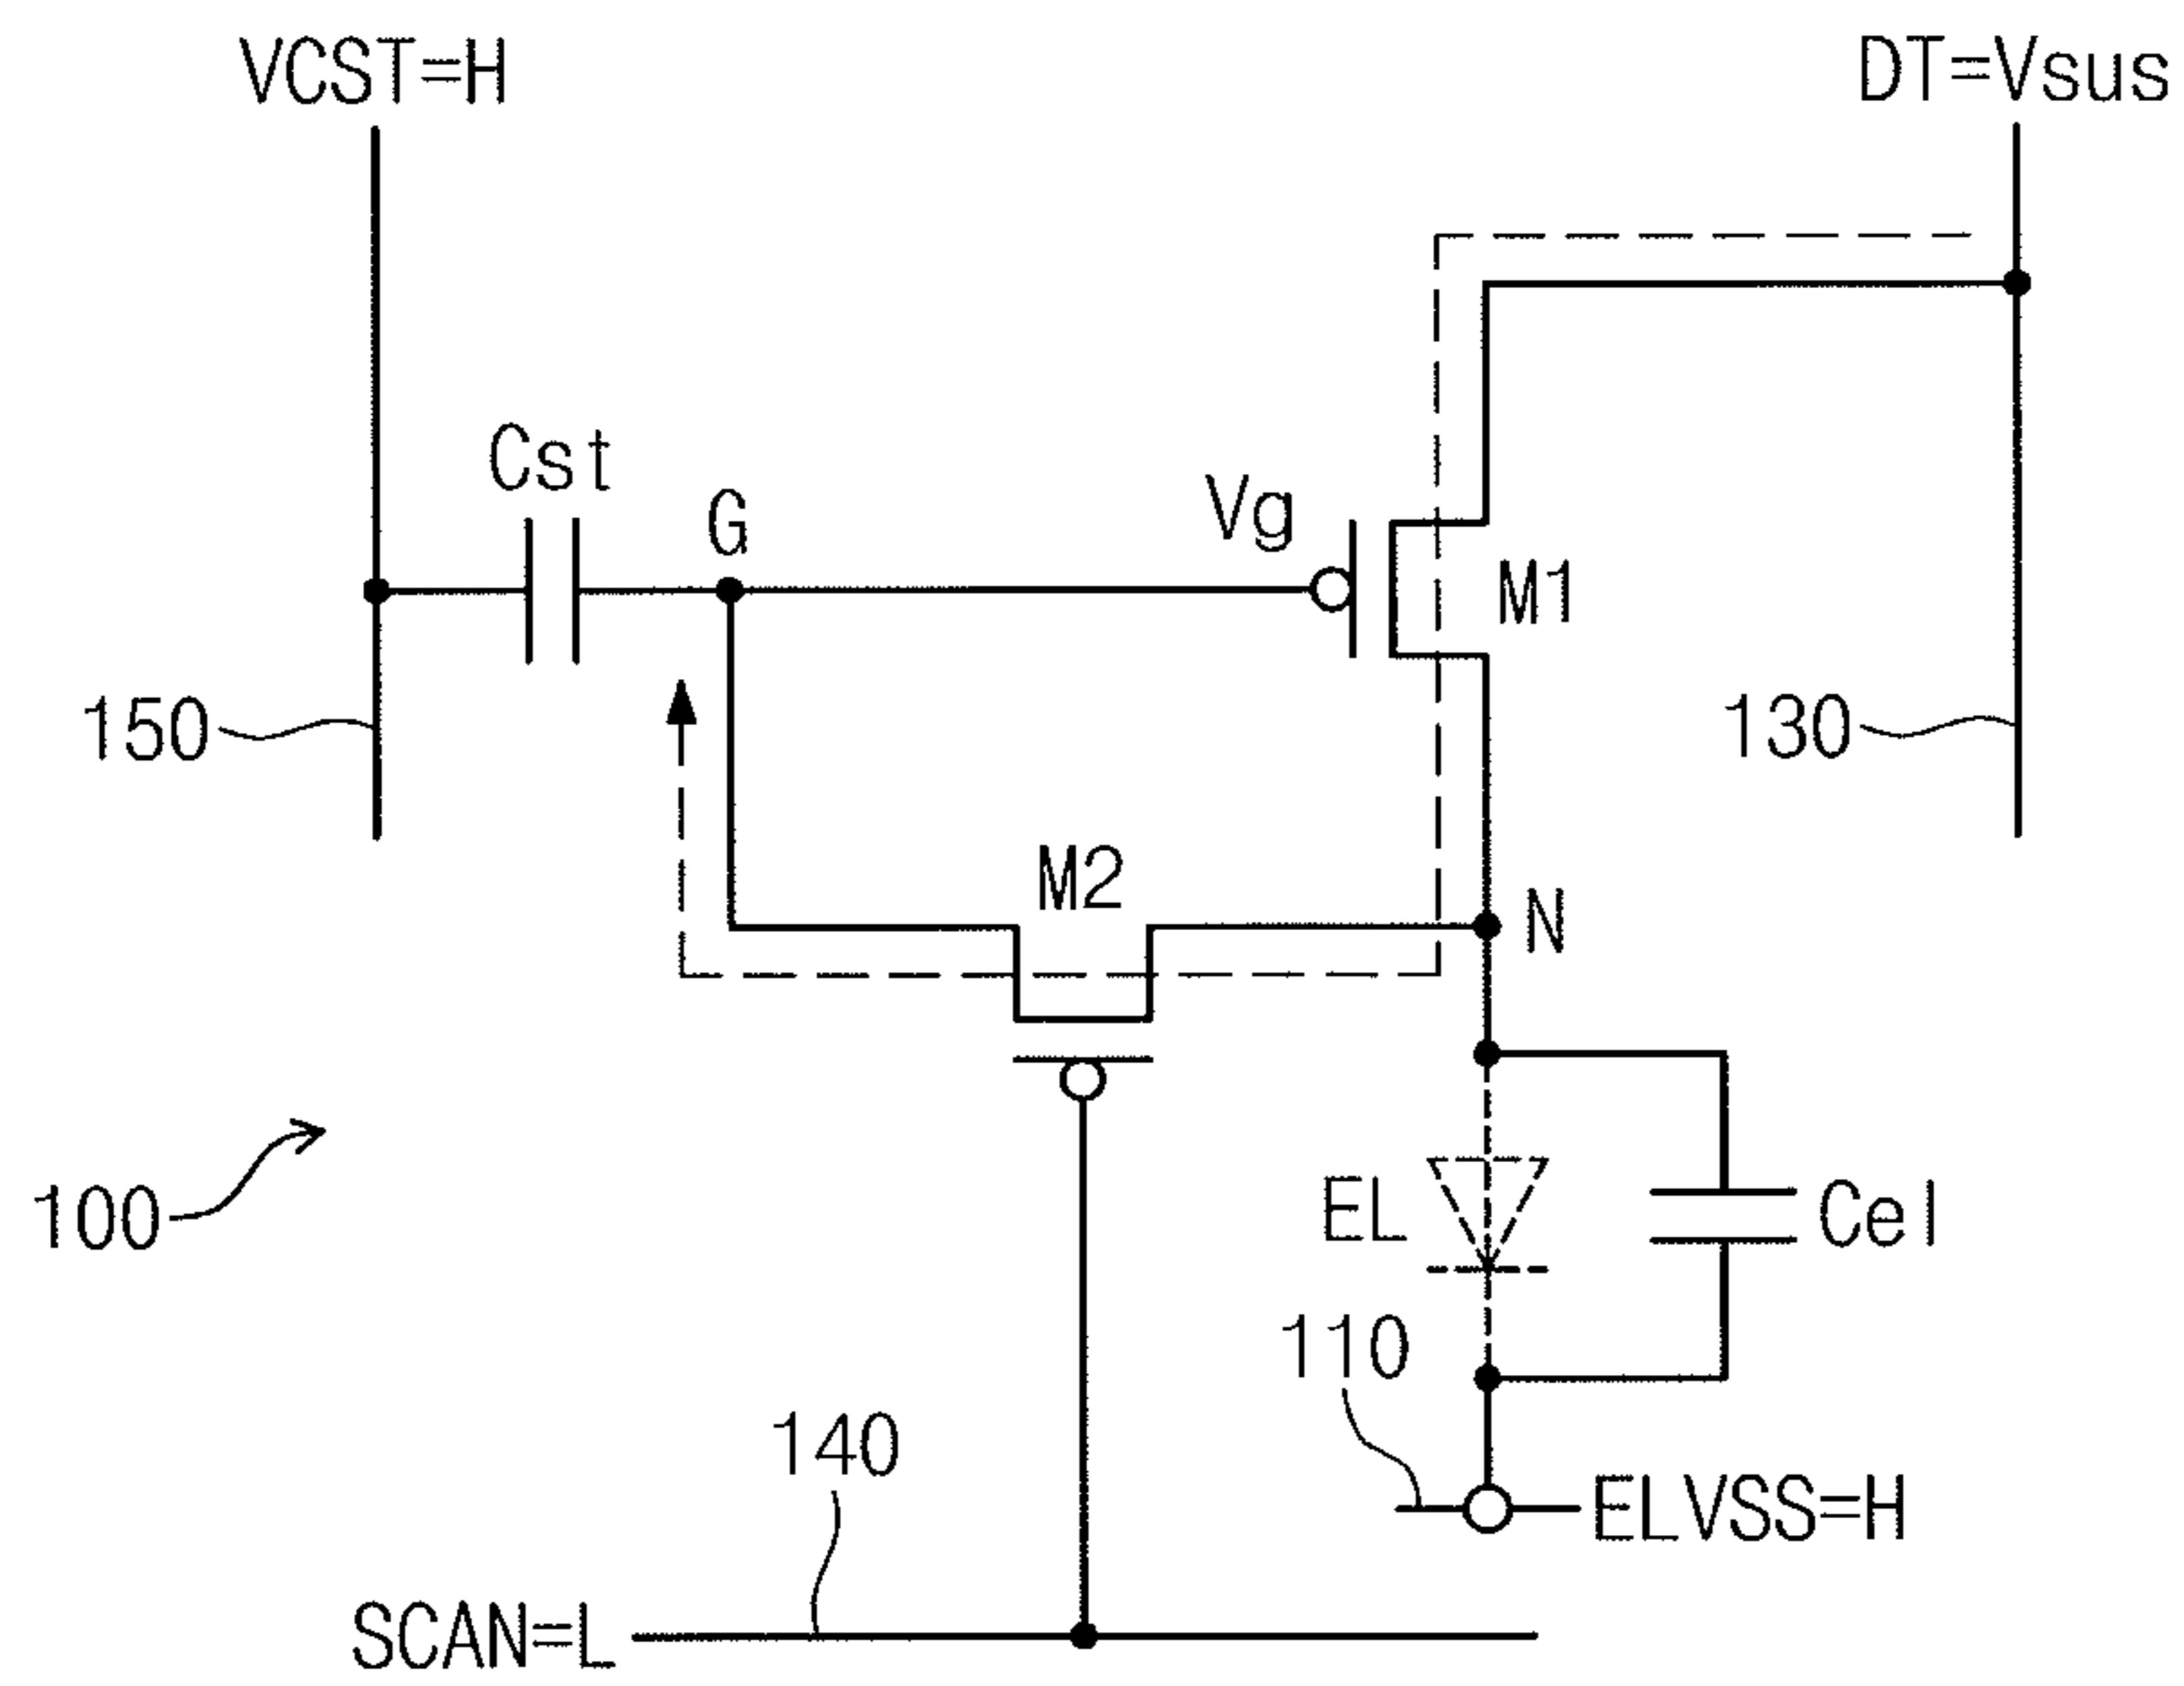 VCST=H
DT=Vsus
Cst
G
Vg
M1
150
130
M2
N
100
EL
Cel
110
140
ELVSS=H
SCAN=L